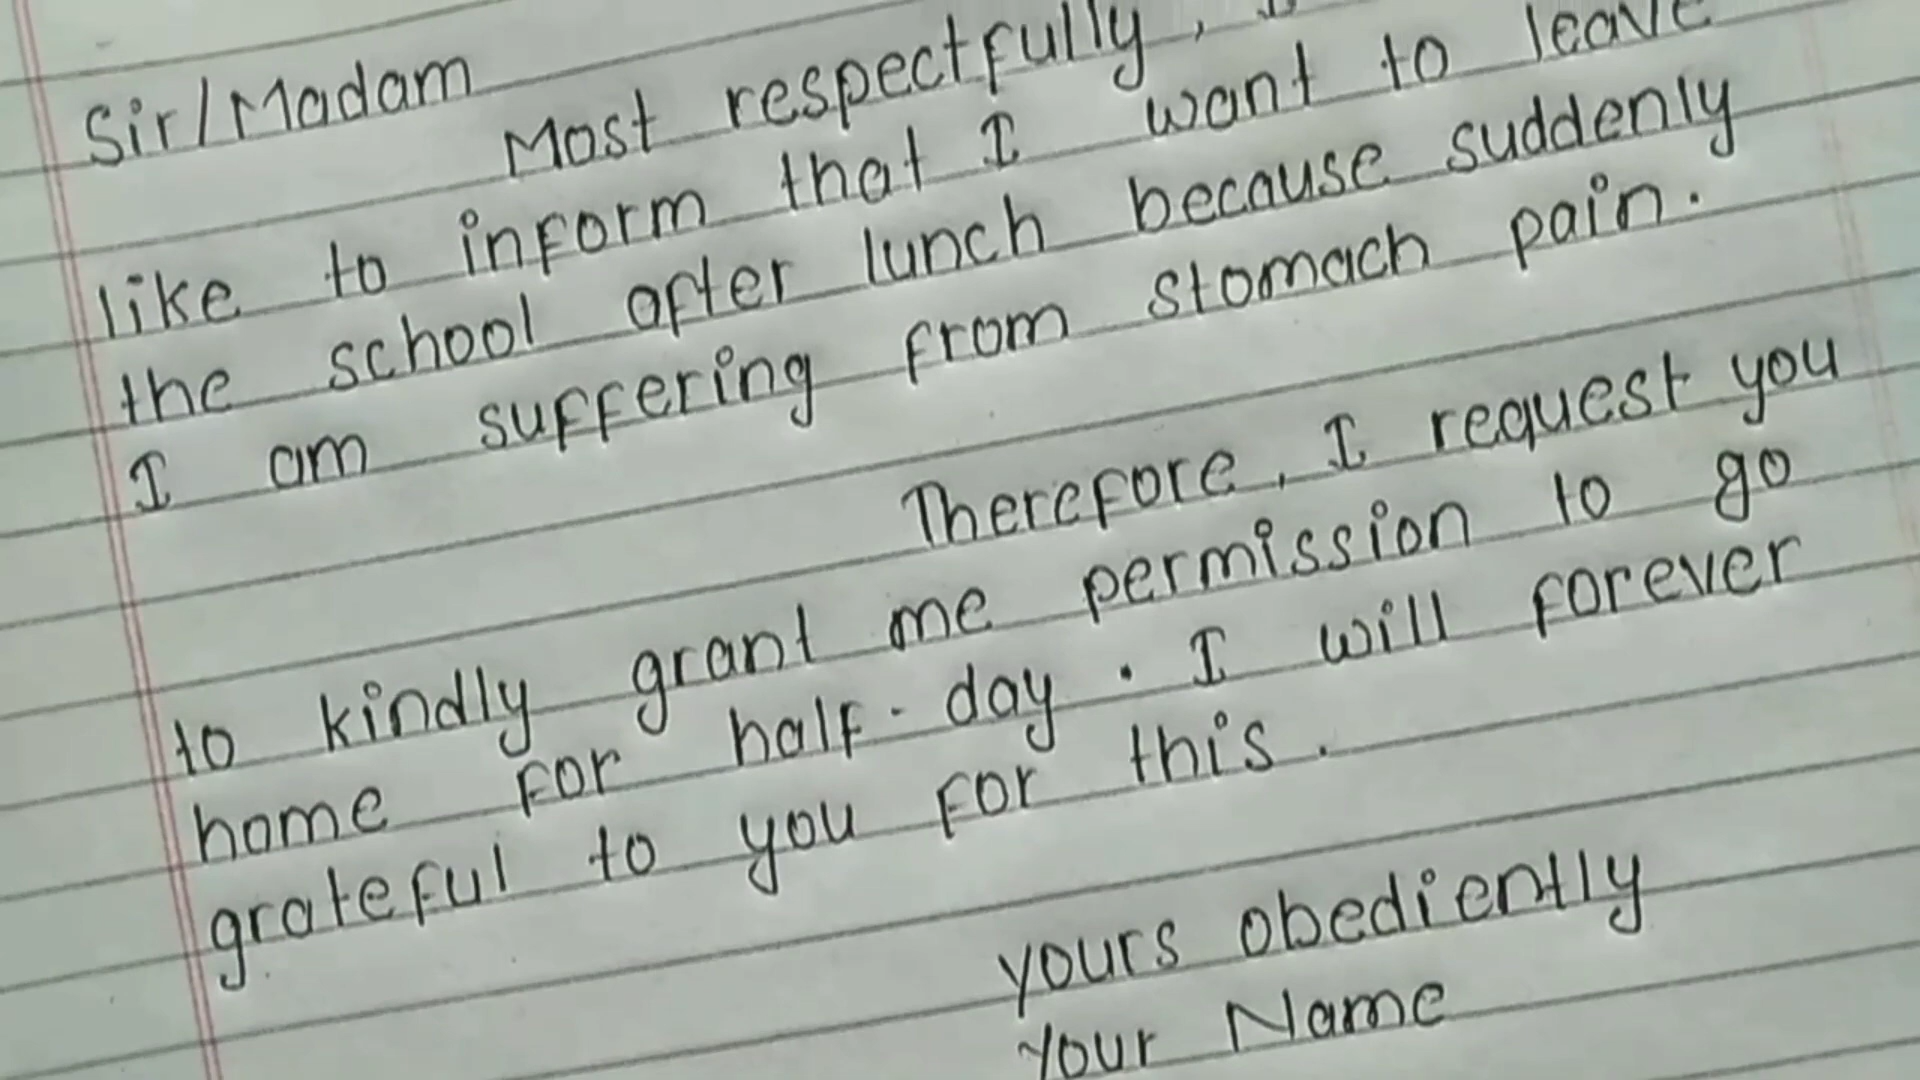 Sir/Madam
Most respectfully, I
like to inform that I want to leave
the school after lunch because suddenly
I am suffering from stomach pain.
Therefore, I request you
to kindly grant me permission to go
home for half-day. I will forever
grateful to you for this.
yours obediently
Your Name